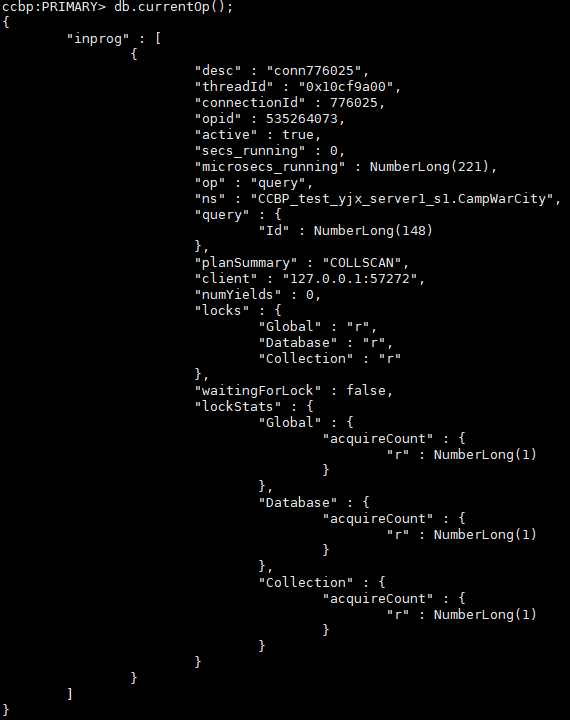 ccbp:PRIMARY> db.currentOp();
{
        "inprog" : [
                {
                        "desc" : "conn776025",
                        "threadId" : "0x10cf9a00",
                        "connectionId" : 776025,
                        "opid" : 535264073,
                        "active" : true,
                        "secs_running" : 0,
                        "microsecs_running" : NumberLong(221),
                        "op" : "query",
                        "ns" : "CCBP_test_yjx_server1_s1.CampWarCity",
                        "query" : {
                                "Id" : NumberLong(148)
                        },
                        "planSummary" : "COLLSCAN",
                        "client" : "127.0.0.1:57272",
                        "numYields" : 0,
                        "locks" : {
                                "Global" : "r",
                                "Database" : "r",
                                "Collection" : "r"
                        },
                        "waitingForLock" : false,
                        "lockStats" : {
                                "Global" : {
                                        "acquireCount" : {
                                                "r" : NumberLong(1)
                                        }
                                },
                                "Database" : {
                                        "acquireCount" : {
                                                "r" : NumberLong(1)
                                        }
                                },
                                "Collection" : {
                                        "acquireCount" : {
                                                "r" : NumberLong(1)
                                        }
                                }
                        }
                }
        ]
}